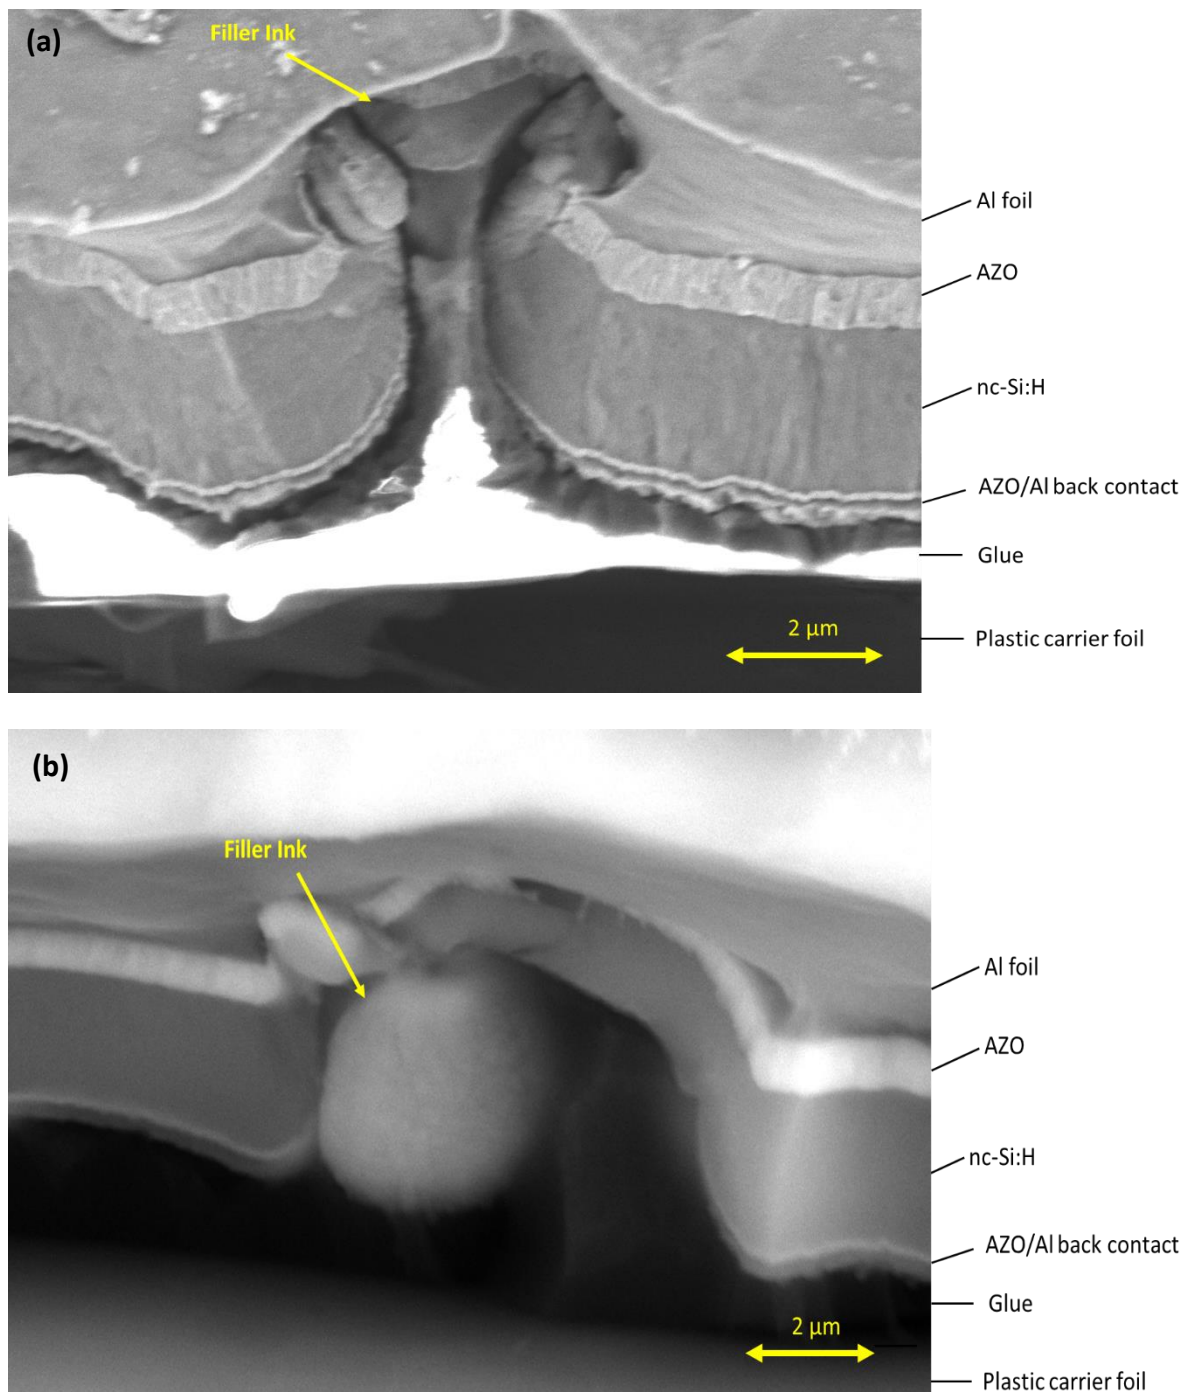 (a)
Filler Ink
Al foil
AZO
nc-Si:H
AZO/Al back contact
Glue
2 µm
Plastic carrier foil
(b)
Filler Ink
Al foil
AZO
nc-Si:H
AZO/Al back contact
Glue
2 µm
Plastic carrier foil